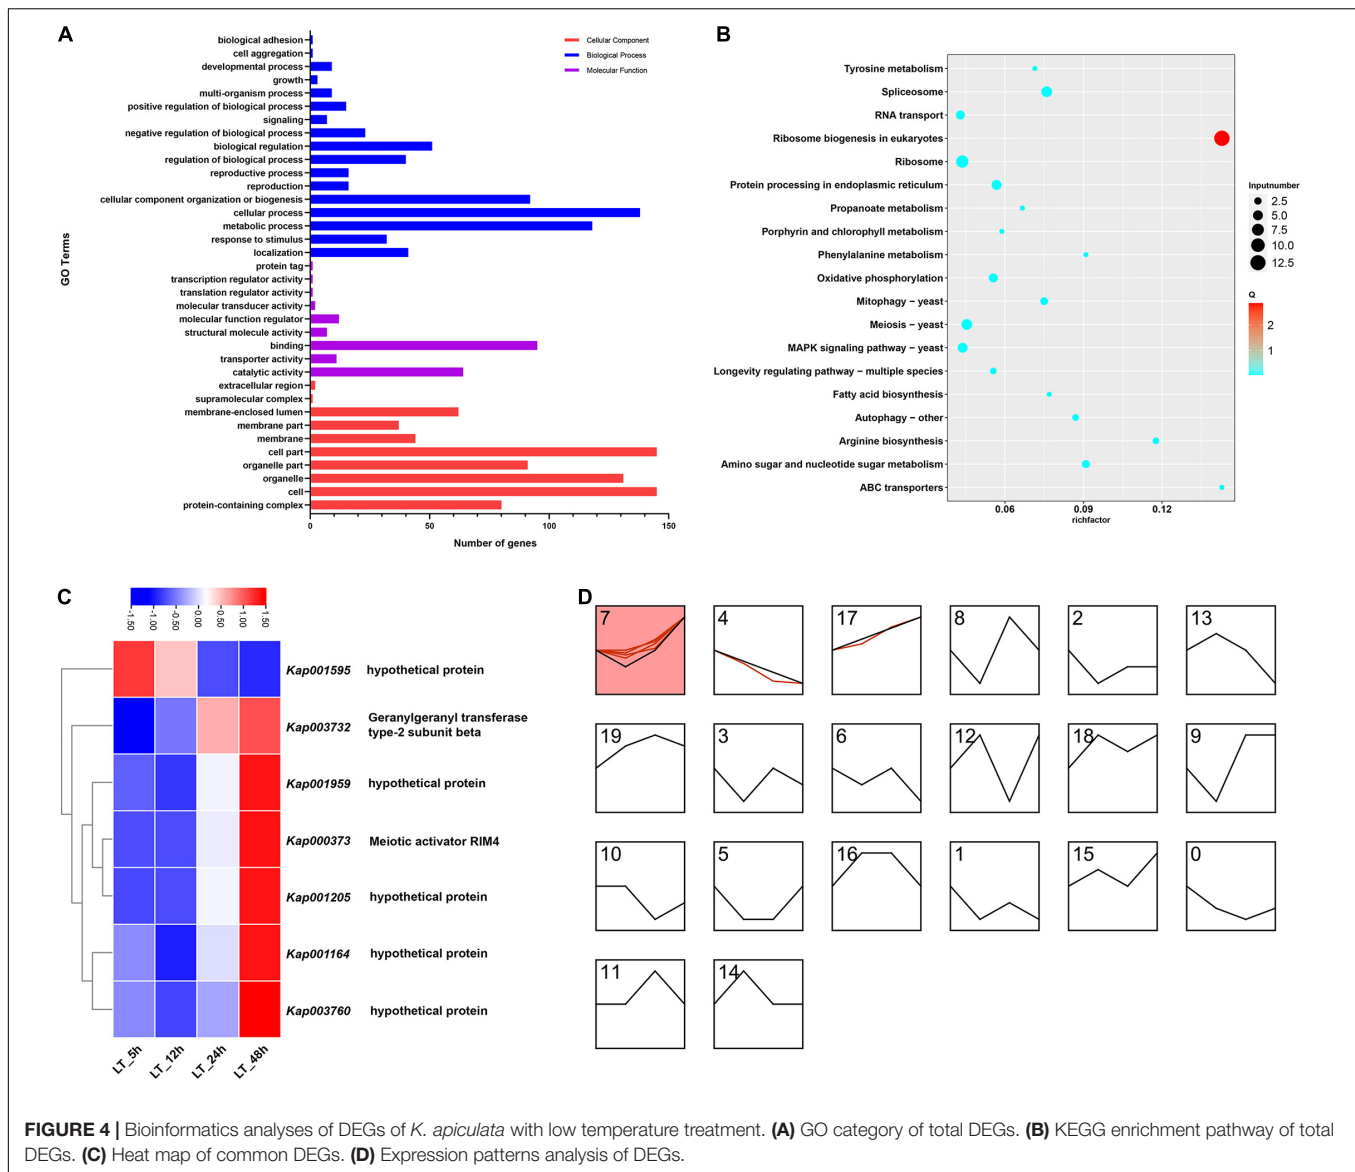 A
biological adhesion
cell aggregation
developmental process
growth
multi-organism process
positive regulation of biological process
signaling
negative regulation of biological process
biological regulation
regulation of biological process
reproductive process
reproduction
cellular component organization or biogenesis
cellular process
metabolic process
response to stimulus
localization
protein tag
transcription regulator activity
translation regulator activity
molecular transducer activity
molecular function regulator
structural molecule activity
binding
transporter activity
catalytic activity
extracellular region
supramolecular complex
membrane-enclosed lumen
membrane part
membrane
cell part
organelle part
organelle
cell
protein-containing complex
GO Terms
0 50 100 150
Number of genes
Cellular Component
Biological Process
Molecular Function
B
Tyrosine metabolism
Spliceosome
RNA transport
Ribosome biogenesis in eukaryotes
Ribosome
Protein processing in endoplasmic reticulum
Propanoate metabolism
Porphyrin and chlorophyll metabolism
Phenylalanine metabolism
Oxidative phosphorylation
Mitophagy − yeast
Meiosis − yeast
MAPK signaling pathway − yeast
Longevity regulating pathway − multiple species
Fatty acid biosynthesis
Autophagy − other
Arginine biosynthesis
Amino sugar and nucleotide sugar metabolism
ABC transporters
0.06 0.09 0.12
richfactor
Inputnumber
2.5
5.0
7.5
10.0
12.5
Q
2
1
C
-1.50 -1.00 -0.50 0.00 0.50 1.00 1.50
Kap001595 hypothetical protein
Kap003732 Geranylgeranyl transferase
type-2 subunit beta
Kap001959 hypothetical protein
Kap000373 Meiotic activator RIM4
Kap001205 hypothetical protein
Kap001164 hypothetical protein
Kap003760 hypothetical protein
LT_5h LT_12h LT_24h LT_48h
D
7 4 17 8 2 13
19 3 6 12 18 9
10 5 16 1 15 0
11 14
FIGURE 4 | Bioinformatics analyses of DEGs of K. apiculata with low temperature treatment. (A) GO category of total DEGs. (B) KEGG enrichment pathway of total
DEGs. (C) Heat map of common DEGs. (D) Expression patterns analysis of DEGs.